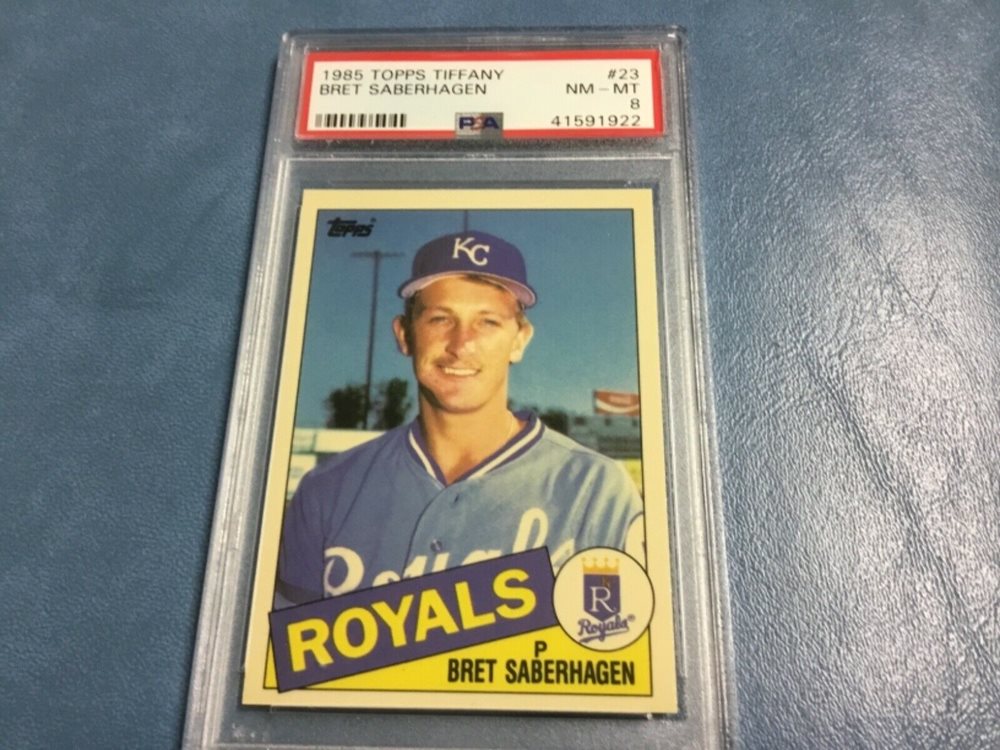 1985 TOPPS TIFFANY #23
BRET SABERHAGEN NM - MT
8
PSA 41591922
Topps
KC
Royals
ROYALS
R
Royals
P
BRET SABERHAGEN